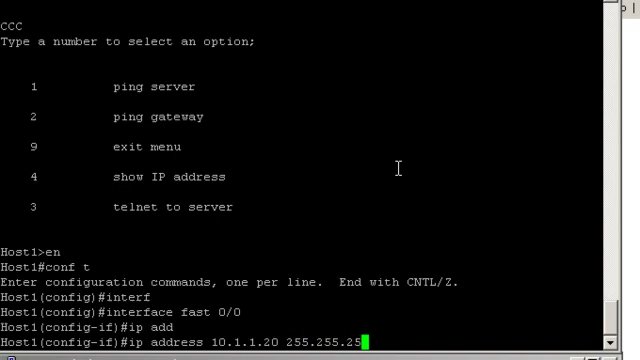 CCC
Type a number to select an option;
1 ping server
2 ping gateway
9 exit menu
4 show IP address
3 telnet to server
Host1>en
Host1#conf t
Enter configuration commands, one per line. End with CNTL/Z.
Host1(config)#interf
Host1(config)#interface fast 0/0
Host1(config-if)#ip add
Host1(config-if)#ip address 10.1.1.20 255.255.25